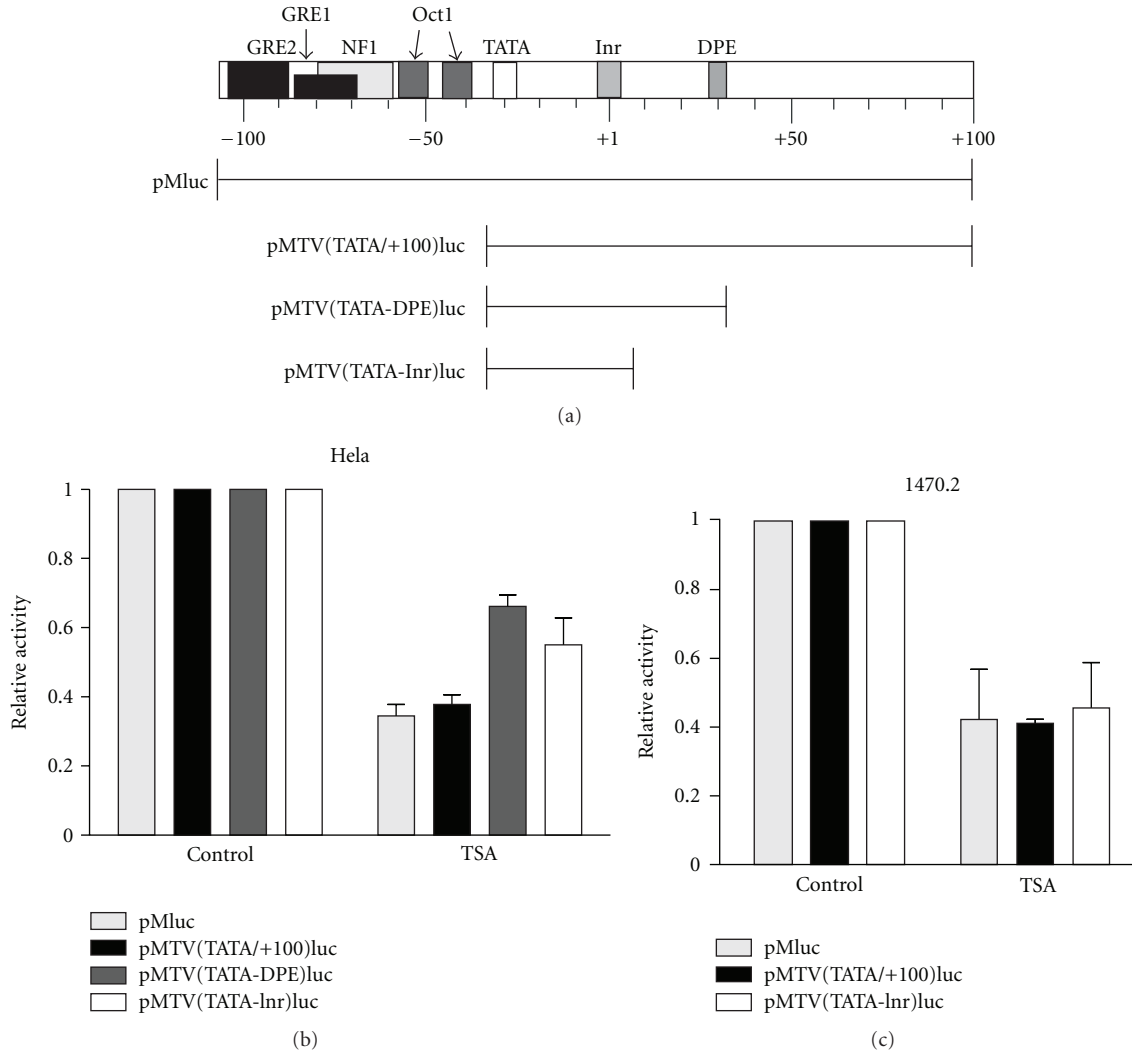 GRE1
Oct1
GRE2
NF1
TATA
Inr
DPE
−100
−50
+1
+50
+100
pMluc
pMTV(TATA/+100)luc
pMTV(TATA-DPE)luc
pMTV(TATA-Inr)luc
(a)
Hela
Relative activity
1
0.8
0.6
0.4
0.2
0
Control
TSA
pMluc
pMTV(TATA/+100)luc
pMTV(TATA-DPE)luc
pMTV(TATA-lnr)luc
(b)
1470.2
Relative activity
1
0.8
0.6
0.4
0.2
0
Control
TSA
pMluc
pMTV(TATA/+100)luc
pMTV(TATA-lnr)luc
(c)